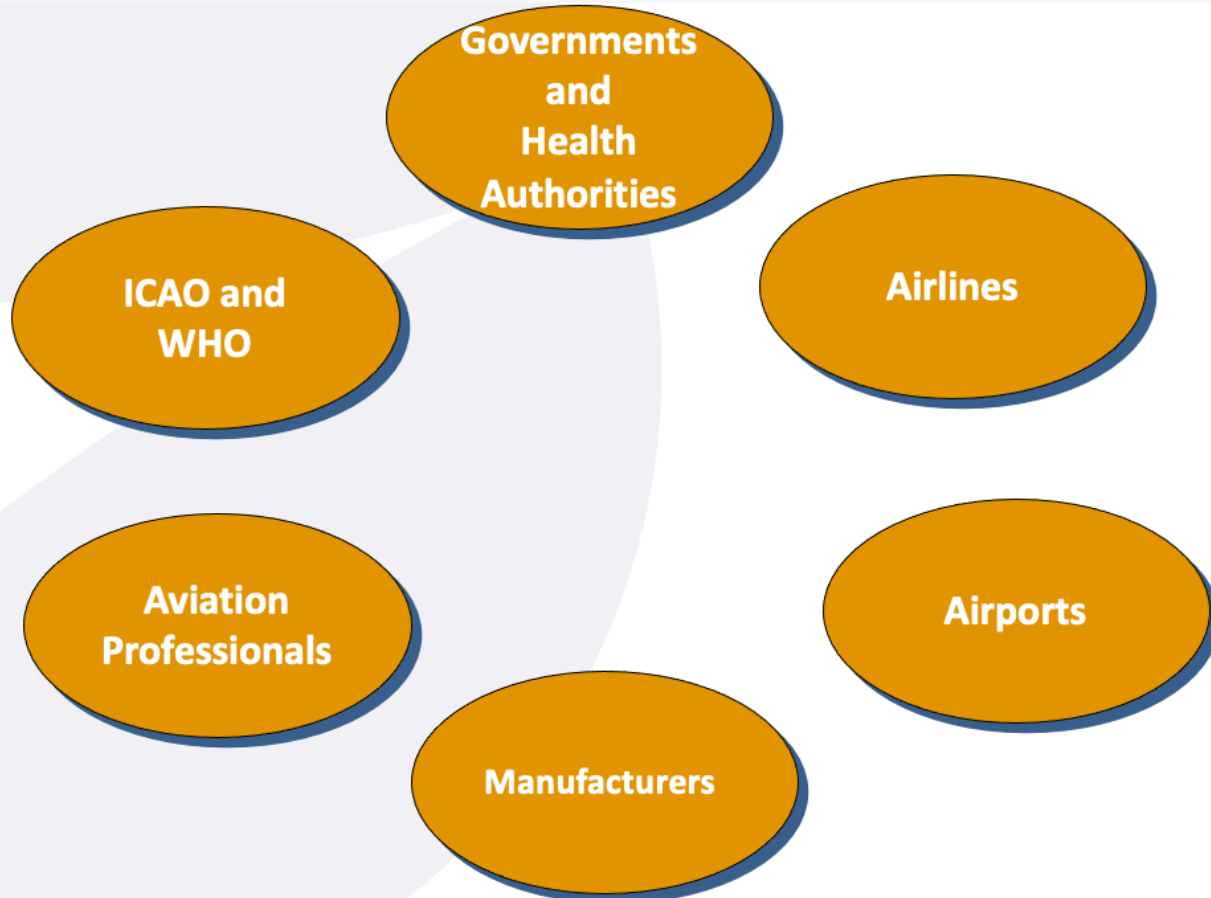 Governments
and
Health
Authorities
Airlines
ICAO and
WHO
Airports
Aviation
Professionals
Manufacturers